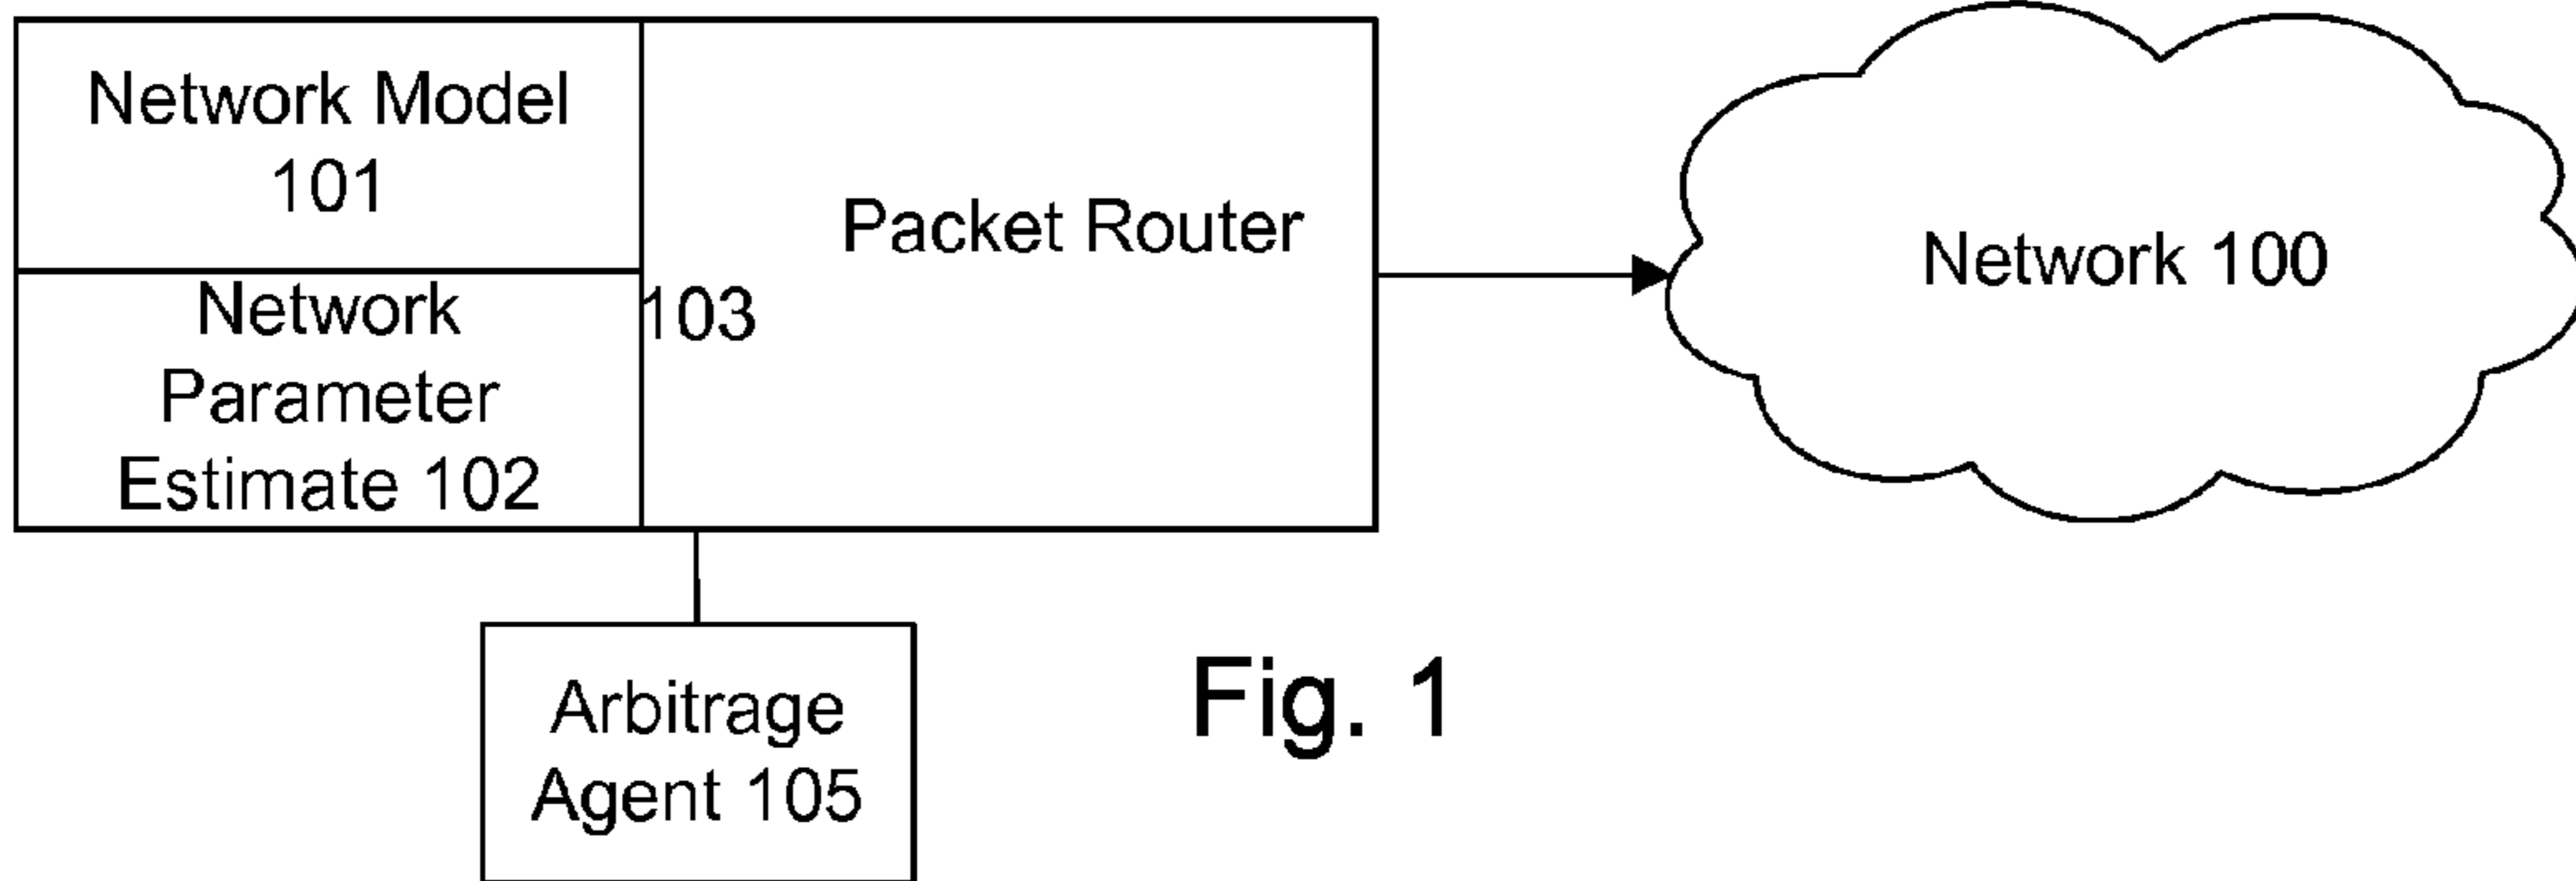 Network Model
101
Network
Parameter
Estimate 102
Packet Router
103
Network 100
Arbitrage
Agent 105
Fig. 1